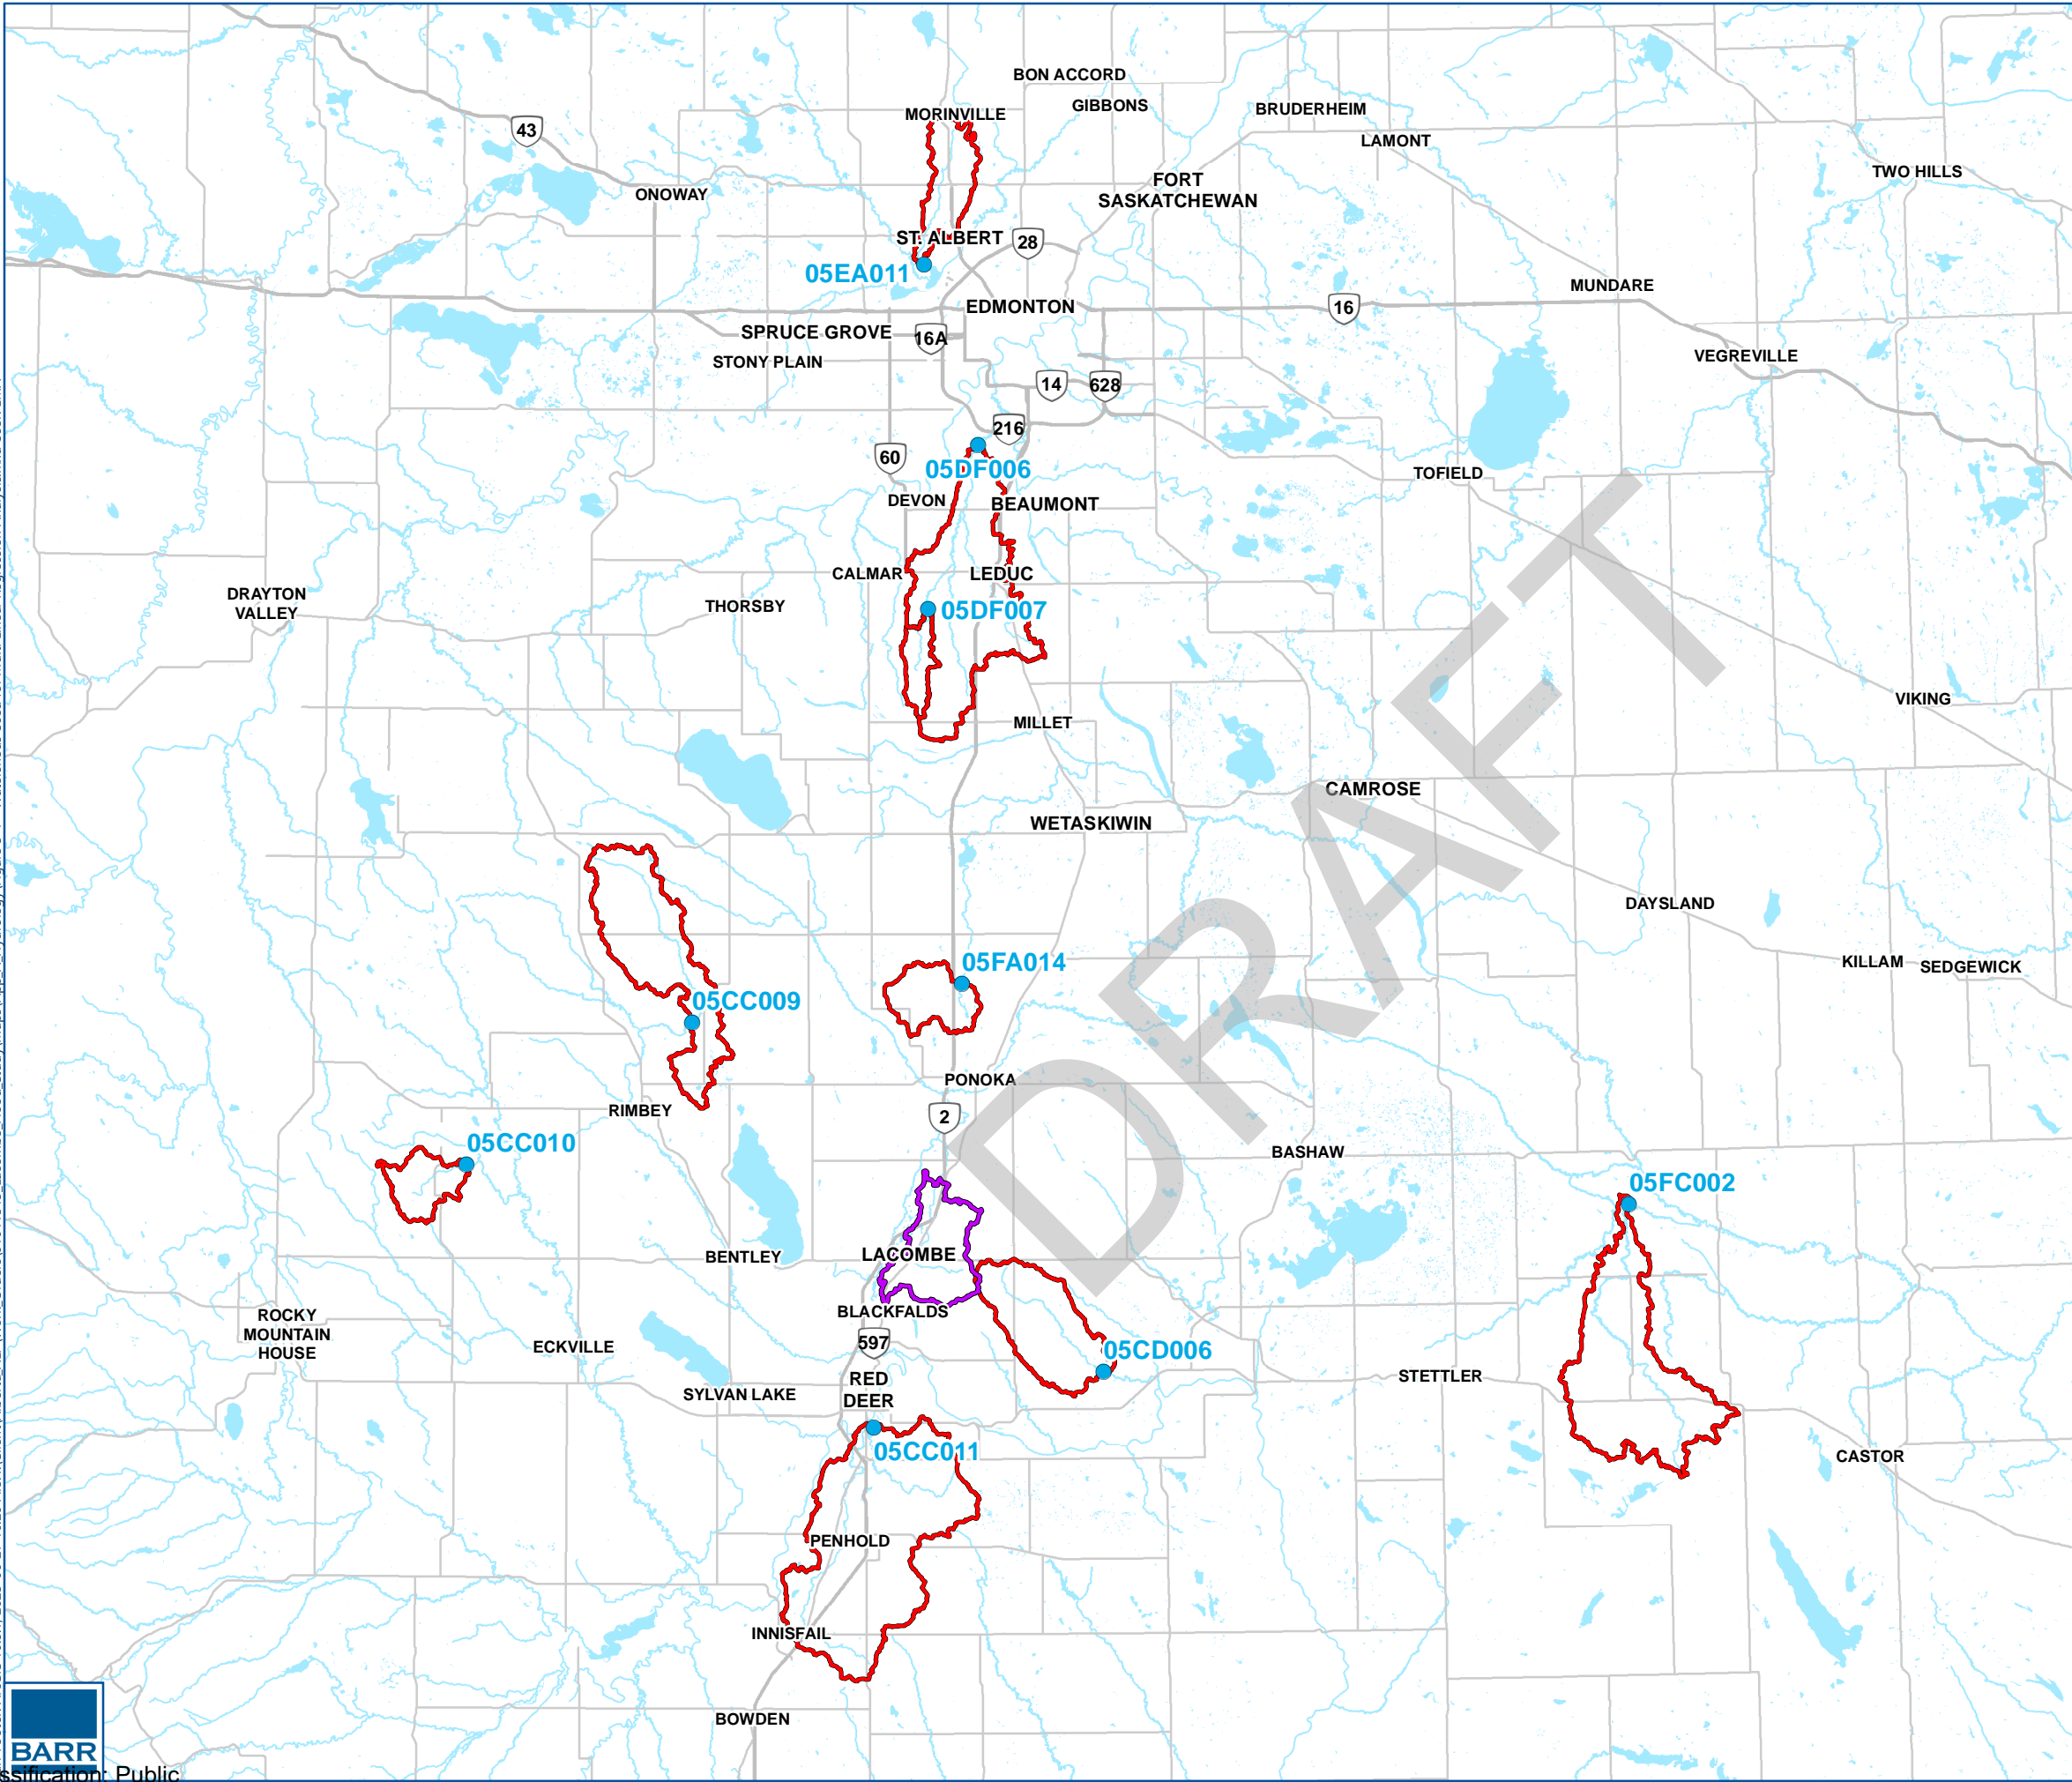 BON ACCORD
GIBBONS
BRUDERHEIM
MORINVILLE
43
LAMONT
TWO HILLS
ONOWAY
FORT
SASKATCHEWAN
ST. ALBERT
28
05EA011
MUNDARE
EDMONTON
16
SPRUCE GROVE
16A
STONY PLAIN
VEGREVILLE
14
628
216
60
05DF006
TOFIELD
DEVON
BEAUMONT
CALMAR
LEDUC
DRAYTON
VALLEY
THORSBY
05DF007
VIKING
MILLET
CAMROSE
WETASKIWIN
DAYSLAND
05FA014
KILLAM
SEDGEWICK
05CC009
DRAFT
PONOKA
RIMBEY
2
05CC010
BASHAW
05FC002
LACOMBE
BENTLEY
BLACKFALDS
ROCKY
MOUNTAIN
HOUSE
ECKVILLE
597
05CD006
STETTLER
RED
DEER
SYLVAN LAKE
05CC011
CASTOR
PENHOLD
INNISFAIL
BOWDEN
BARR
ssification: Public